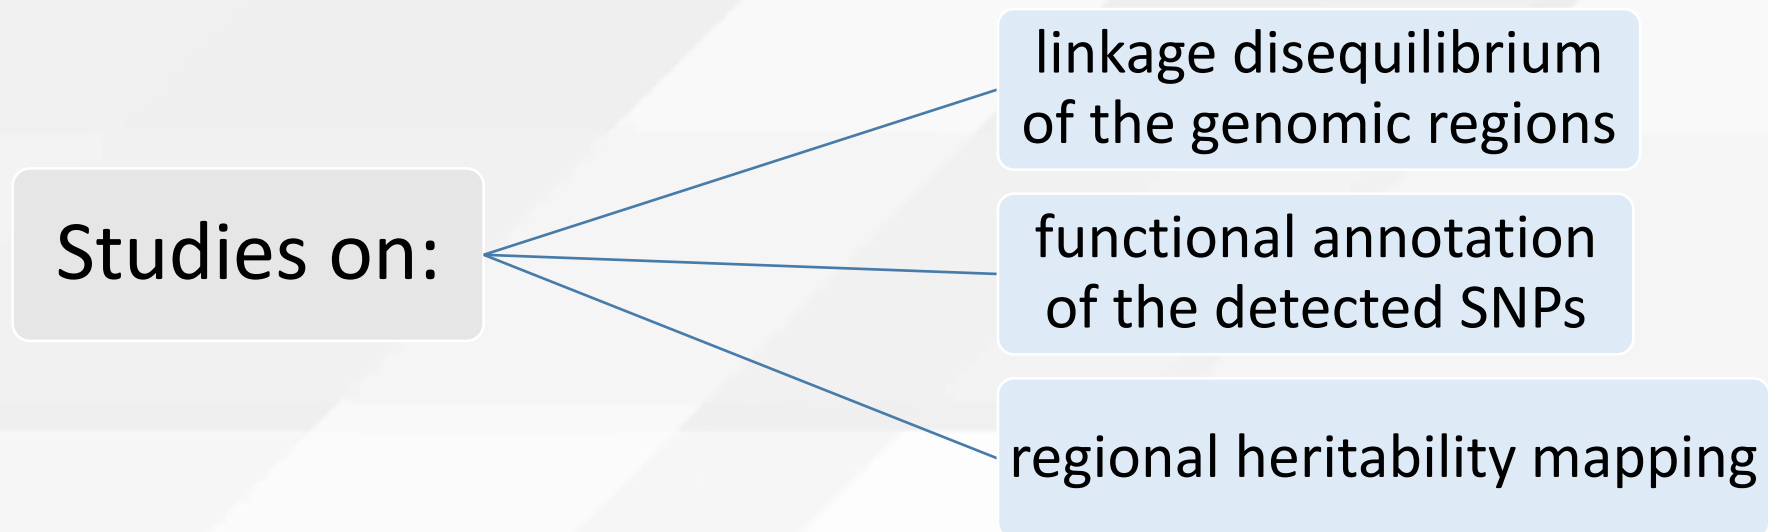 Studies on:
linkage disequilibrium
of the genomic regions
functional annotation
of the detected SNPs
regional heritability mapping